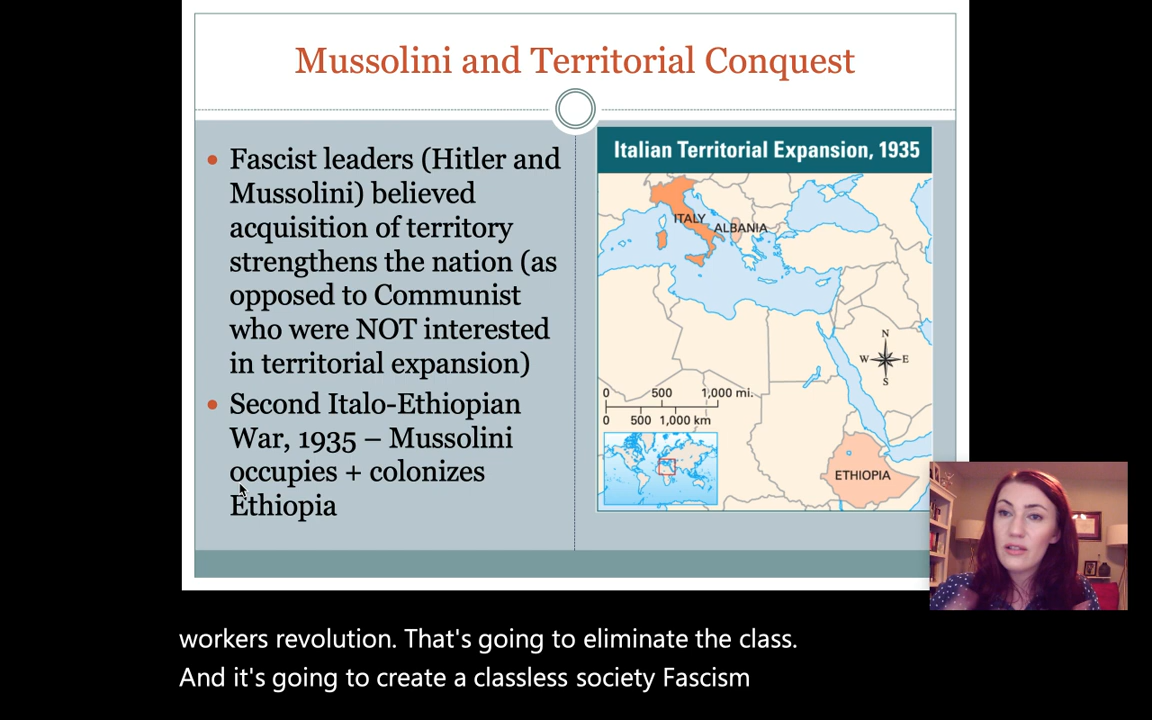 Mussolini and Territorial Conquest
• Fascist leaders (Hitler and
Mussolini) believed
acquisition of territory
strengthens the nation (as
opposed to Communist
who were NOT interested
in territorial expansion)
• Second Italo-Ethiopian
War, 1935 – Mussolini
occupies + colonizes
Ethiopia
Italian Territorial Expansion, 1935
ITALY
ALBANIA
N
W E
S
0 500 1,000 mi.
0 500 1,000 km
ETHIOPIA
workers revolution. That's going to eliminate the class.
And it's going to create a classless society Fascism